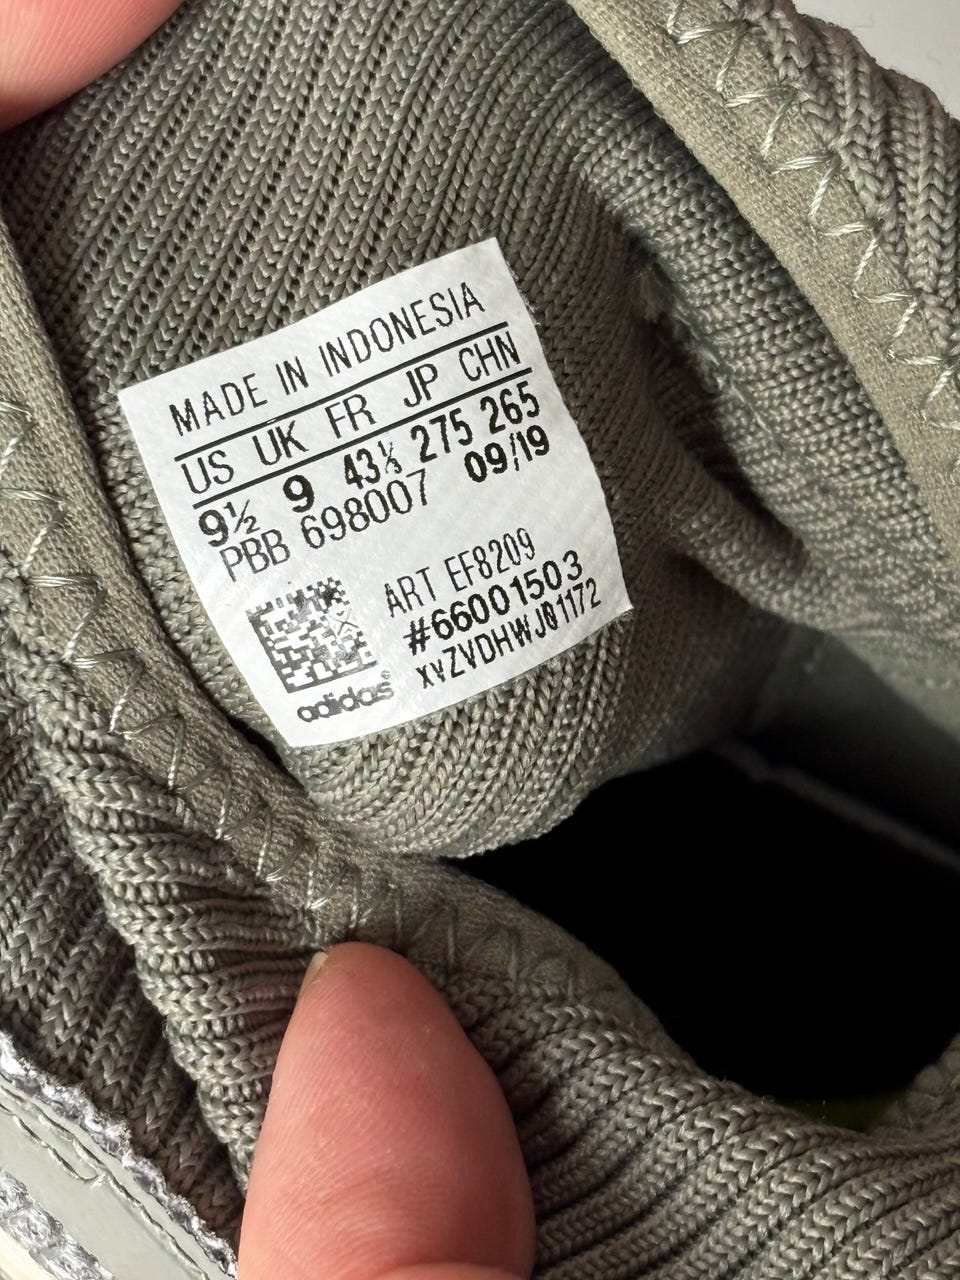 MADE IN INDONESIA
US UK FR JP CHN
9½ 9 43⅓ 275 265
PBB 698007 09/19
ART EF8209
#66001503
XVZVDHWJ01172
adidas®